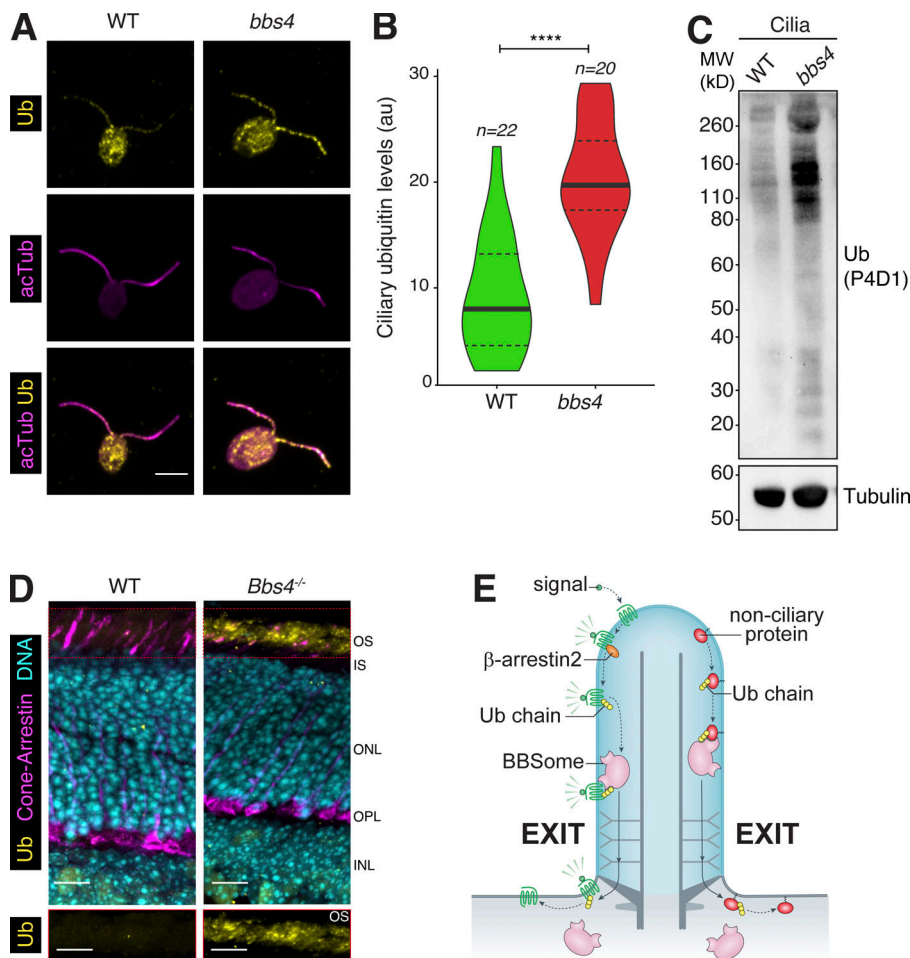 A
WT
bbs4
Ub
acTub
acTub Ub
B
****
n=20
n=22
Ciliary ubiquitin levels (au)
30
20
10
0
WT
bbs4
C
Cilia
MW
(kD)
WT
bbs4
260
160
110
80
60
50
40
30
20
Ub
(P4D1)
60
50
Tubulin
D
WT
Bbs4-/-
Ub Cone-Arrestin DNA
OS
IS
ONL
OPL
INL
Ub
OS
E
signal
β-arrestin2
Ub chain
BBSome
non-ciliary
protein
Ub chain
EXIT
EXIT